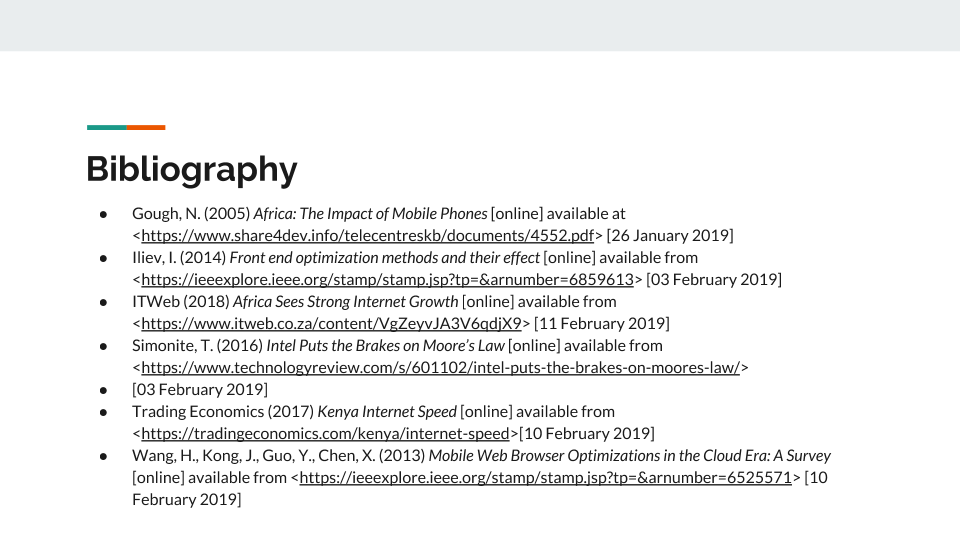 Bibliography
● Gough, N. (2005) Africa: The Impact of Mobile Phones [online] available at
<https://www.share4dev.info/telecentreskb/documents/4552.pdf> [26 January 2019]
● Iliev, I. (2014) Front end optimization methods and their effect [online] available from
<https://ieeexplore.ieee.org/stamp/stamp.jsp?tp=&arnumber=6859613> [03 February 2019]
● ITWeb (2018) Africa Sees Strong Internet Growth [online] available from
<https://www.itweb.co.za/content/VgZeyvJA3V6qdjX9> [11 February 2019]
● Simonite, T. (2016) Intel Puts the Brakes on Moore’s Law [online] available from
<https://www.technologyreview.com/s/601102/intel-puts-the-brakes-on-moores-law/>
● [03 February 2019]
● Trading Economics (2017) Kenya Internet Speed [online] available from
<https://tradingeconomics.com/kenya/internet-speed>[10 February 2019]
● Wang, H., Kong, J., Guo, Y., Chen, X. (2013) Mobile Web Browser Optimizations in the Cloud Era: A Survey
[online] available from <https://ieeexplore.ieee.org/stamp/stamp.jsp?tp=&arnumber=6525571> [10
February 2019]